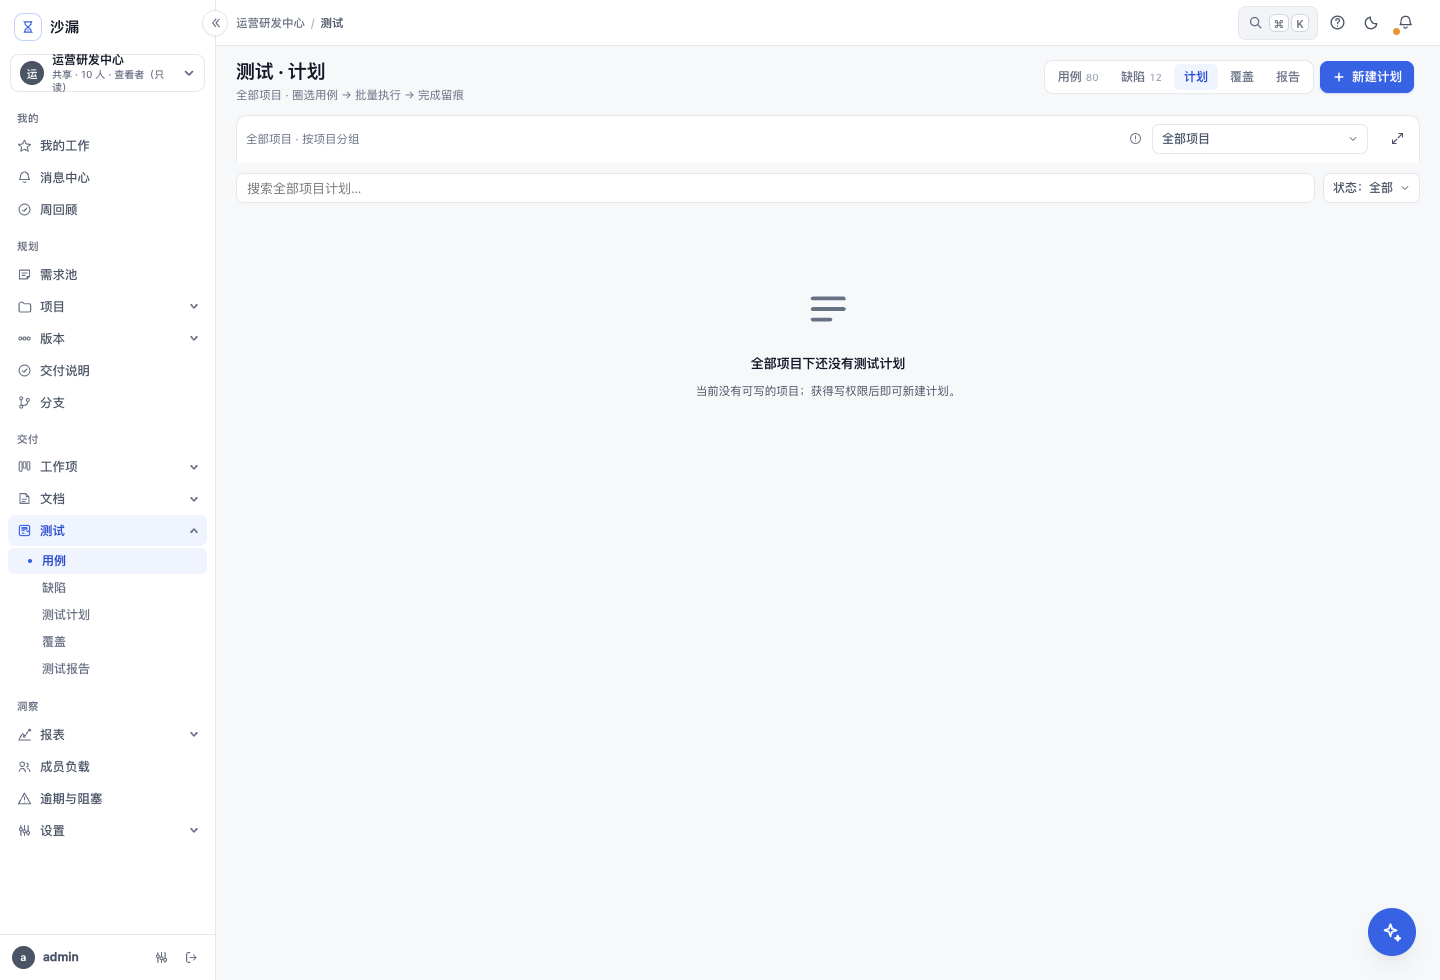 沙漏
运营研发中心 / 测试
⌘ K
运
运营研发中心
共享 · 10 人 · 查看者（只
读）
我的
我的工作
消息中心
周回顾
规划
需求池
项目
版本
交付说明
分支
交付
工作项
文档
测试
用例
缺陷
测试计划
覆盖
测试报告
洞察
报表
成员负载
逾期与阻塞
设置
a admin
测试 · 计划
全部项目 · 圈选用例 → 批量执行 → 完成留痕
用例 80 缺陷 12 计划 覆盖 报告
+ 新建计划
全部项目 · 按项目分组
全部项目
搜索全部项目计划...
状态：全部
全部项目下还没有测试计划
当前没有可写的项目；获得写权限后即可新建计划。